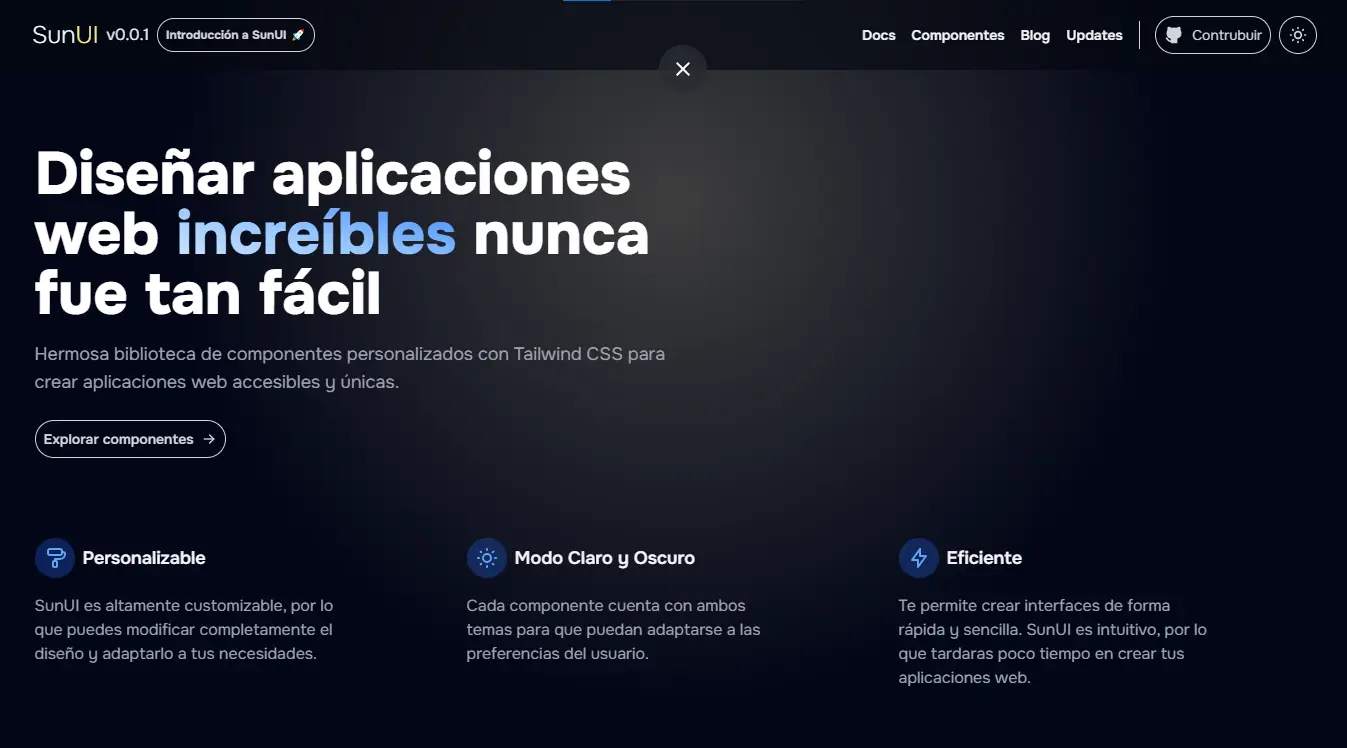 SunUI v0.0.1 Introducción a SunUI 🚀 Docs Componentes Blog Updates Contrubuir
Diseñar aplicaciones
web increíbles nunca
fue tan fácil
Hermosa biblioteca de componentes personalizados con Tailwind CSS para
crear aplicaciones web accesibles y únicas.
Explorar componentes →
Personalizable
SunUI es altamente customizable, por lo
que puedes modificar completamente el
diseño y adaptarlo a tus necesidades.
Modo Claro y Oscuro
Cada componente cuenta con ambos
temas para que puedan adaptarse a las
preferencias del usuario.
Eficiente
Te permite crear interfaces de forma
rápida y sencilla. SunUI es intuitivo, por lo
que tardaras poco tiempo en crear tus
aplicaciones web.